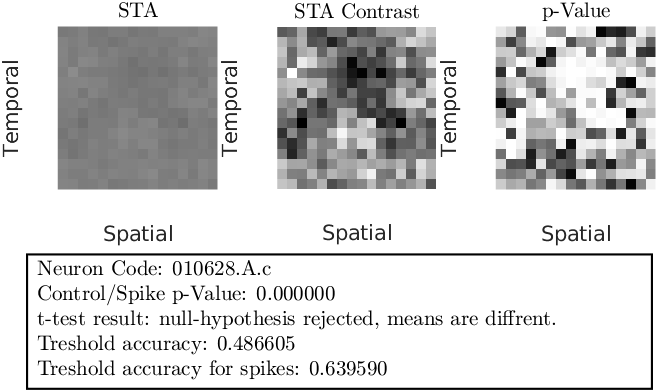 STA
STA Contrast
p-Value
Temporal
Temporal
Temporal
Spatial
Spatial
Spatial
Neuron Code: 010628.A.c
Control/Spike p-Value: 0.000000
t-test result: null-hypothesis rejected, means are diffrent.
Treshold accuracy: 0.486605
Treshold accuracy for spikes: 0.639590